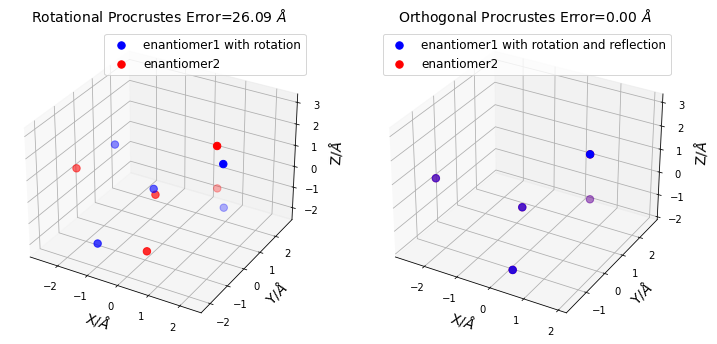 Rotational Procrustes Error=26.09 Å
enantiomer1 with rotation
enantiomer2
3
2
1
0
−1
−2
Z/Å
−2
−1
0
1
2
X/Å
−2
−1
0
1
2
Y/Å
Orthogonal Procrustes Error=0.00 Å
enantiomer1 with rotation and reflection
enantiomer2
3
2
1
0
−1
−2
Z/Å
−2
−1
0
1
2
X/Å
−1
0
1
2
Y/Å